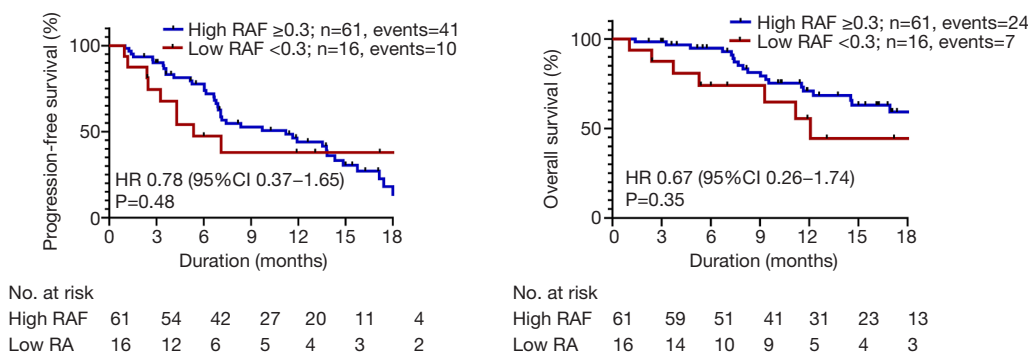 High RAF ≥0.3; n=61, events=41
Low RAF <0.3; n=16, events=10
Progression-free survival (%)
100
50
0
HR 0.78 (95%CI 0.37–1.65)
P=0.48
0 3 6 9 12 15 18
Duration (months)
No. at risk
High RAF 61 54 42 27 20 11 4
Low RA 16 12 6 5 4 3 2
High RAF ≥0.3; n=61, events=24
Low RAF <0.3; n=16, events=7
Overall survival (%)
100
50
0
HR 0.67 (95%CI 0.26–1.74)
P=0.35
0 3 6 9 12 15 18
Duration (months)
No. at risk
High RAF 61 59 51 41 31 23 13
Low RA 16 14 10 9 5 4 3